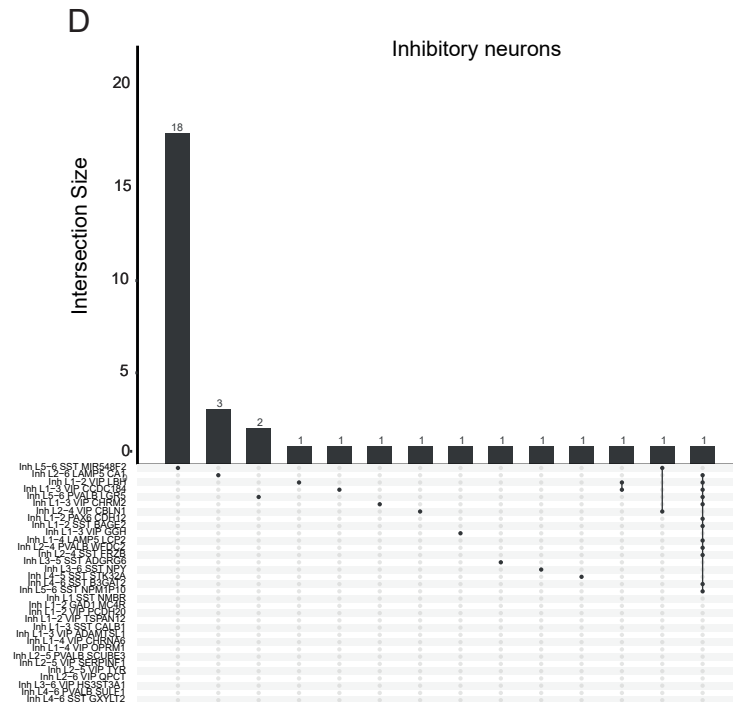 D
Inhibitory neurons
Intersection Size
20
15
10
5
0
18
3
2
1
1
1
1
1
1
1
1
1
1
1
Inh L5−6 SST MIR548F2
Inh L2−6 LAMP5 CA1
Inh L1−2 VIP LBH
Inh L1−3 VIP CCDC184
Inh L5−6 PVALB LGR5
Inh L1−3 VIP CHRM2
Inh L2−4 VIP CBLN1
Inh L1−2 PAX6 CDH12
Inh L1−2 SST BAGE2
Inh L1−3 VIP GGH
Inh L1−4 LAMP5 LCP2
Inh L2−4 PVALB WFDC2
Inh L2−4 SST FRZB
Inh L3−5 SST ADGRG6
Inh L3−6 SST NPY
Inh L4−5 SST STK32A
Inh L4−6 SST B3GAT2
Inh L5−6 SST NPM1P10
Inh L1 SST NMBR
Inh L1−2 GAD1 MC4R
Inh L1−2 VIP PCDH20
Inh L1−2 VIP TSPAN12
Inh L1−3 SST CALB1
Inh L1−3 VIP ADAMTSL1
Inh L1−4 VIP CHRNA6
Inh L1−4 VIP OPRM1
Inh L2−5 PVALB SCUBE3
Inh L2−5 VIP SERPINF1
Inh L2−5 VIP TYR
Inh L2−6 VIP QPCT
Inh L3−6 VIP HS3ST3A1
Inh L4−6 PVALB SULF1
Inh L4−6 SST GXYLT2